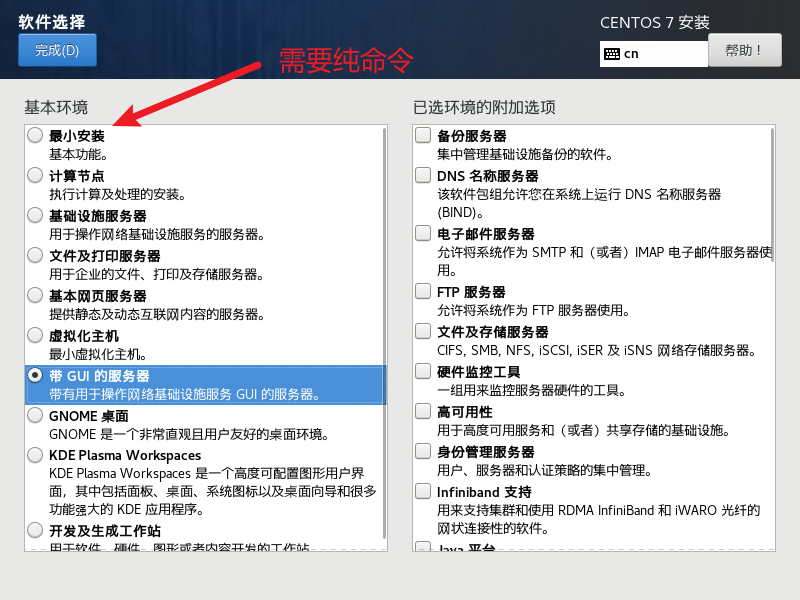 软件选择
CENTOS 7 安装
完成(D)
cn
帮助！
需要纯命令
基本环境
最小安装
基本功能。
计算节点
执行计算及处理的安装。
基础设施服务器
用于操作网络基础设施服务的服务器。
文件及打印服务器
用于企业的文件、打印及存储服务器。
基本网页服务器
提供静态及动态互联网内容的服务器。
虚拟化主机
最小虚拟化主机。
带 GUI 的服务器
带有用于操作网络基础设施服务 GUI 的服务器。
GNOME 桌面
GNOME 是一个非常直观且用户友好的桌面环境。
KDE Plasma Workspaces
KDE Plasma Workspaces 是一个高度可配置图形用户界
面，其中包括面板、桌面、系统图标以及桌面向导和很多
功能强大的 KDE 应用程序。
开发及生成工作站
用于软件、硬件、图形或者内容开发的工作站
已选环境的附加选项
备份服务器
集中管理基础设施备份的软件。
DNS 名称服务器
该软件包组允许您在系统上运行 DNS 名称服务器
(BIND)。
电子邮件服务器
允许将系统作为 SMTP 和（或者）IMAP 电子邮件服务器使
用。
FTP 服务器
允许将系统作为 FTP 服务器使用。
文件及存储服务器
CIFS, SMB, NFS, iSCSI, iSER 及 iSNS 网络存储服务器。
硬件监控工具
一组用来监控服务器硬件的工具。
高可用性
用于高度可用服务和（或者）共享存储的基础设施。
身份管理服务器
用户、服务器和认证策略的集中管理。
Infiniband 支持
用来支持集群和使用 RDMA InfiniBand 和 iWARO 光纤的
网状连接性的软件。
Java 平台